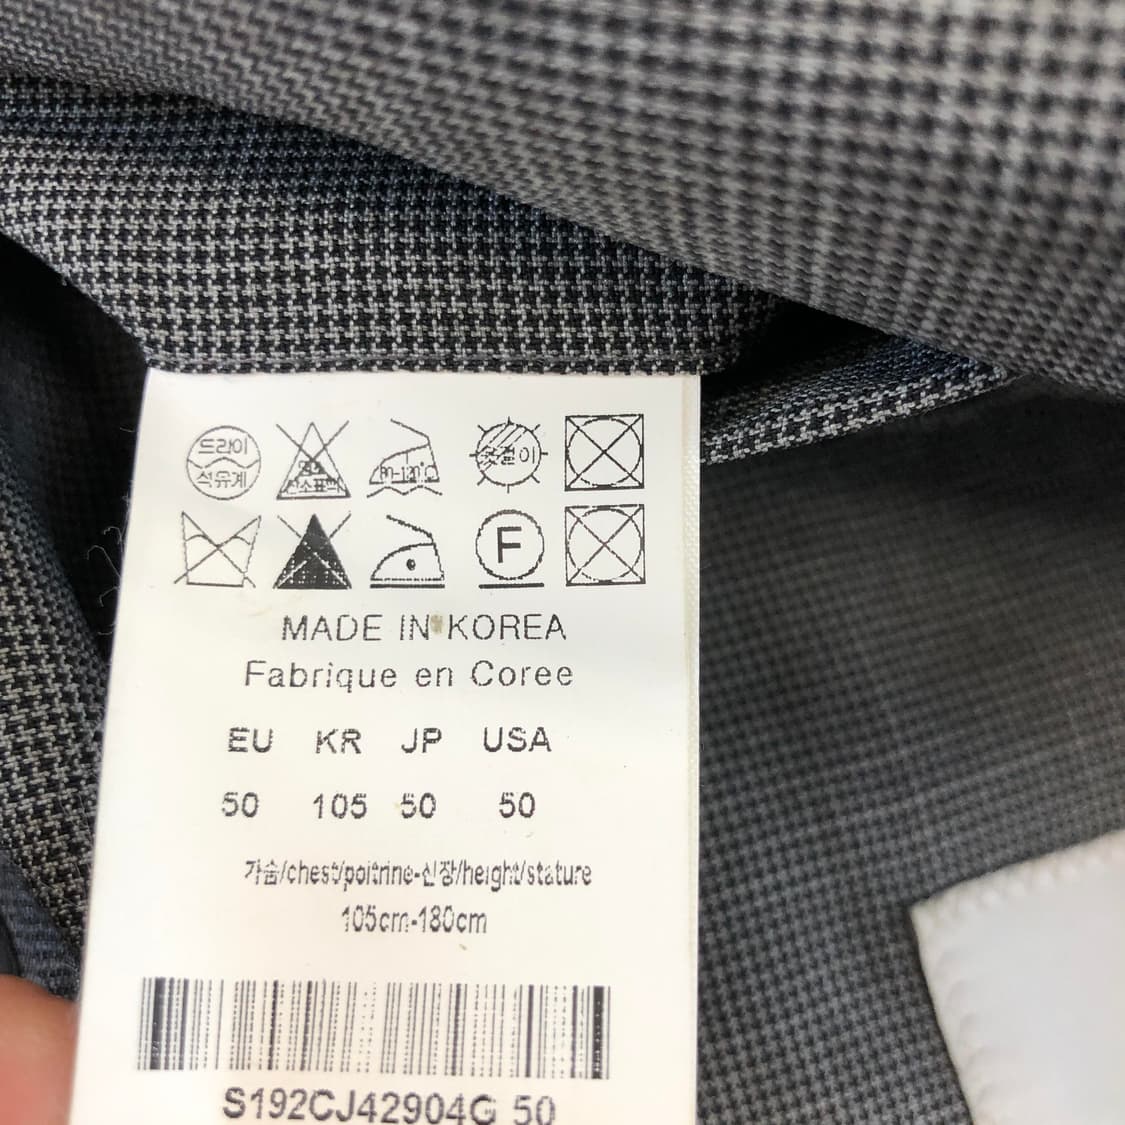 드라이
석유계
염소
산소표백
80-120℃
옷걸이
F
MADE IN KOREA
Fabrique en Coree
EU KR JP USA
50 105 50 50
가슴/chest/poitrine-신장/height/stature
105cm-180cm
S192CJ42904G 50